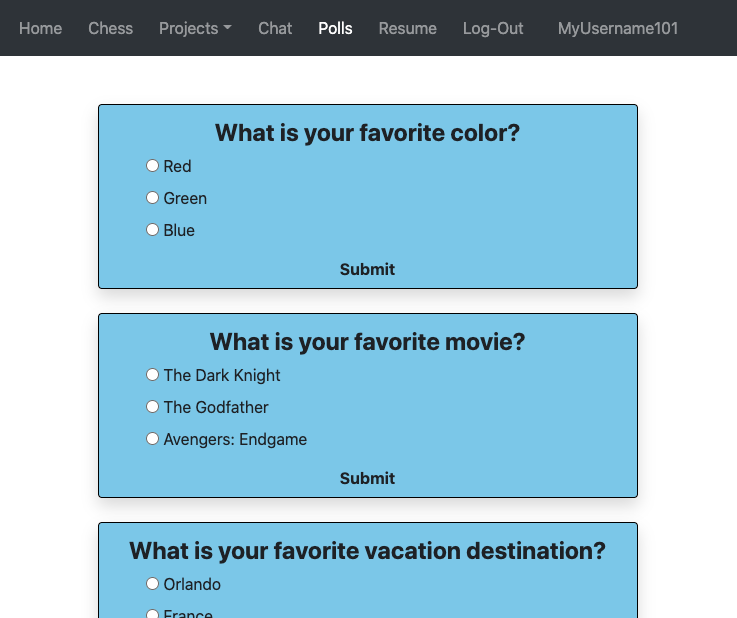 Home Chess Projects Chat Polls Resume Log-Out MyUsername101
What is your favorite color?
Red
Green
Blue
Submit
What is your favorite movie?
The Dark Knight
The Godfather
Avengers: Endgame
Submit
What is your favorite vacation destination?
Orlando
France